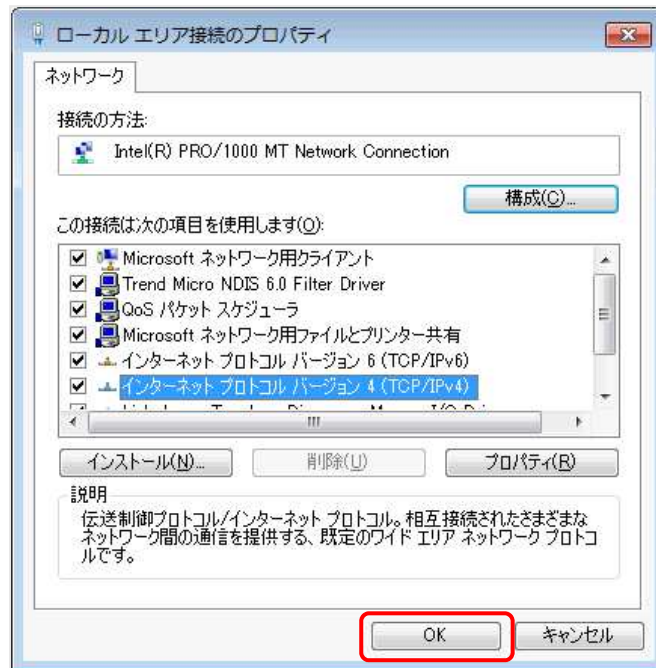 ローカル エリア接続のプロパティ
ネットワーク
接続の方法:
Intel(R) PRO/1000 MT Network Connection
構成(C)...
この接続は次の項目を使用します(O):
Microsoft ネットワーク用クライアント
Trend Micro NDIS 6.0 Filter Driver
QoS パケット スケジューラ
Microsoft ネットワーク用ファイルとプリンター共有
インターネット プロトコル バージョン 6 (TCP/IPv6)
インターネット プロトコル バージョン 4 (TCP/IPv4)
インストール(N)...
削除(U)
プロパティ(R)
説明
伝送制御プロトコル/インターネット プロトコル。相互接続されたさまざまな
ネットワーク間の通信を提供する、既定のワイド エリア ネットワーク プロトコ
ルです。
OK
キャンセル